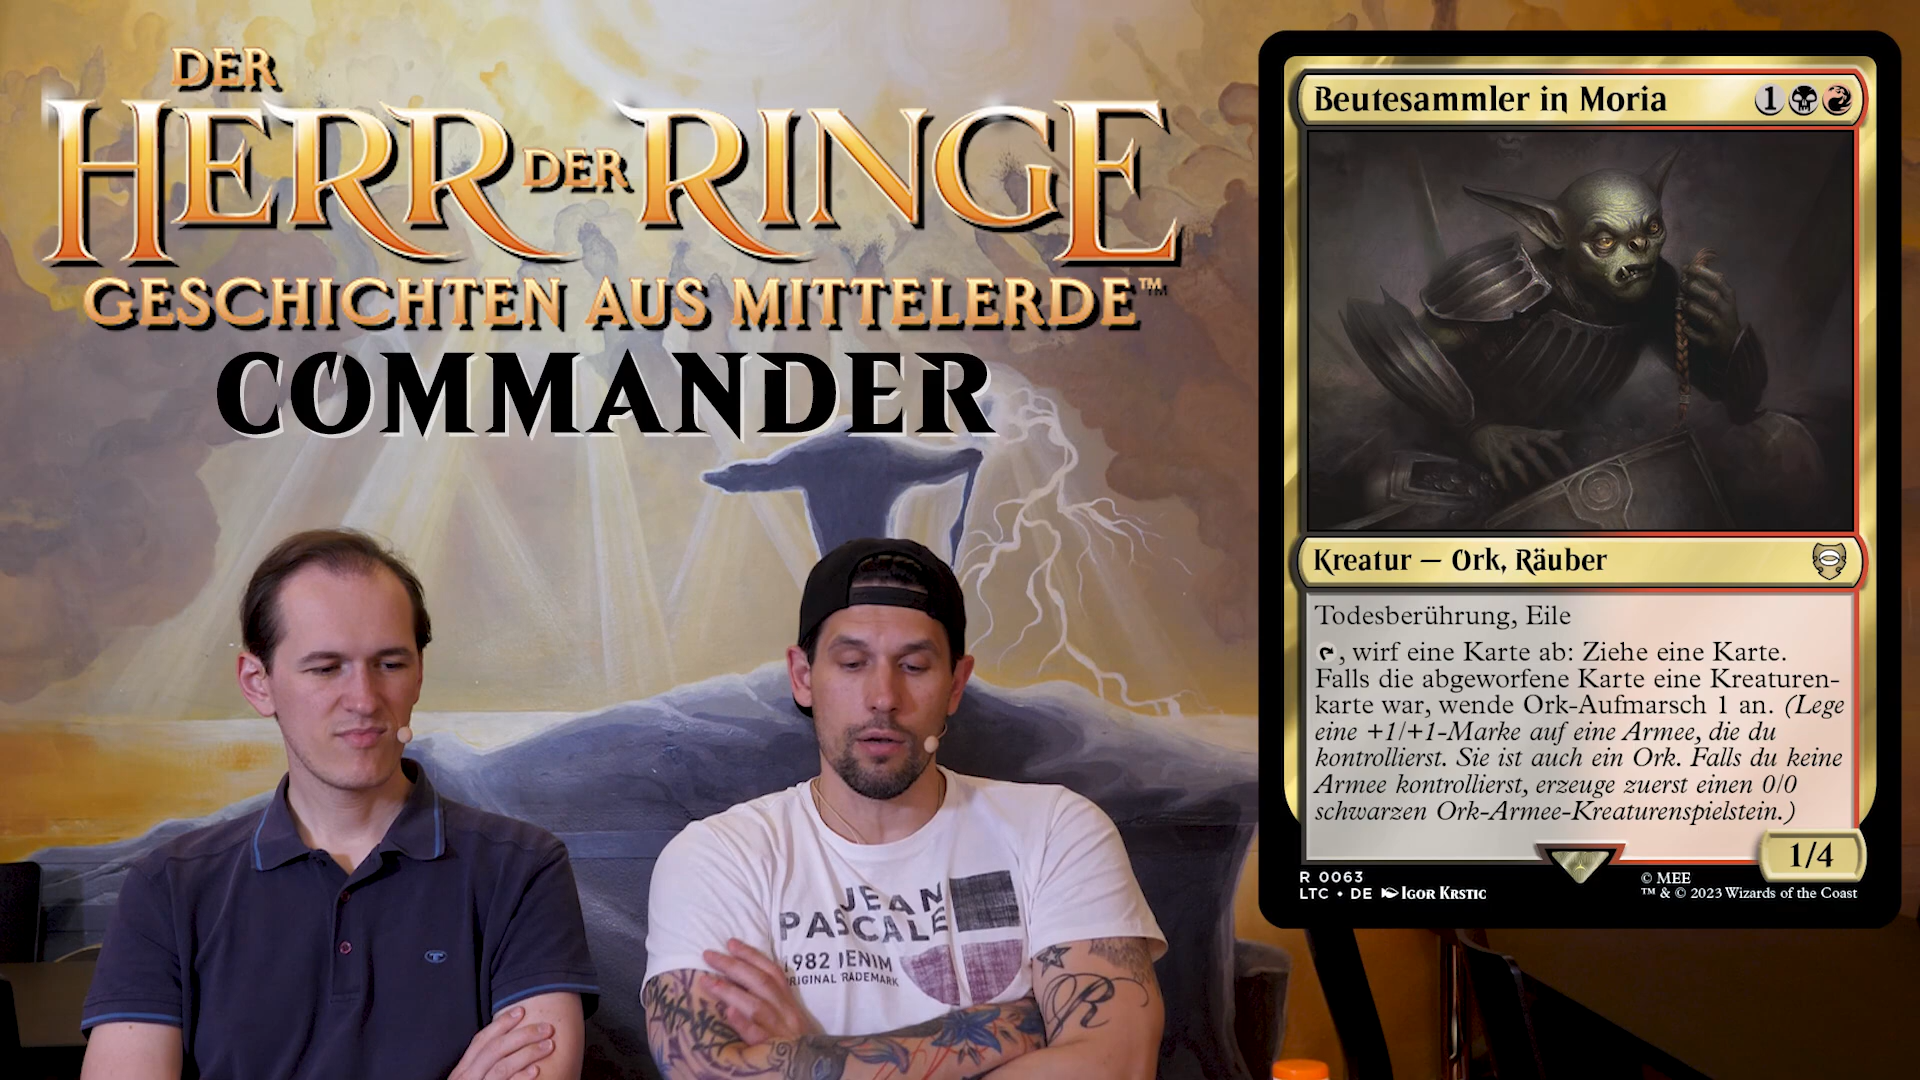 DER
HERR DER RINGE
GESCHICHTEN AUS MITTELERDE™
COMMANDER
JEAN
PASCALE
1982 DENIM
ORIGINAL TRADEMARK
R
Beutesammler in Moria 1
Kreatur — Ork, Räuber
Todesberührung, Eile
, wirf eine Karte ab: Ziehe eine Karte.
Falls die abgeworfene Karte eine Kreaturen-
karte war, wende Ork-Aufmarsch 1 an. (Lege
eine +1/+1-Marke auf eine Armee, die du
kontrollierst. Sie ist auch ein Ork. Falls du keine
Armee kontrollierst, erzeuge zuerst einen 0/0
schwarzen Ork-Armee-Kreaturenspielstein.)
1/4
R 0063
LTC • DE Igor Krstic
© MEE
™ & © 2023 Wizards of the Coast